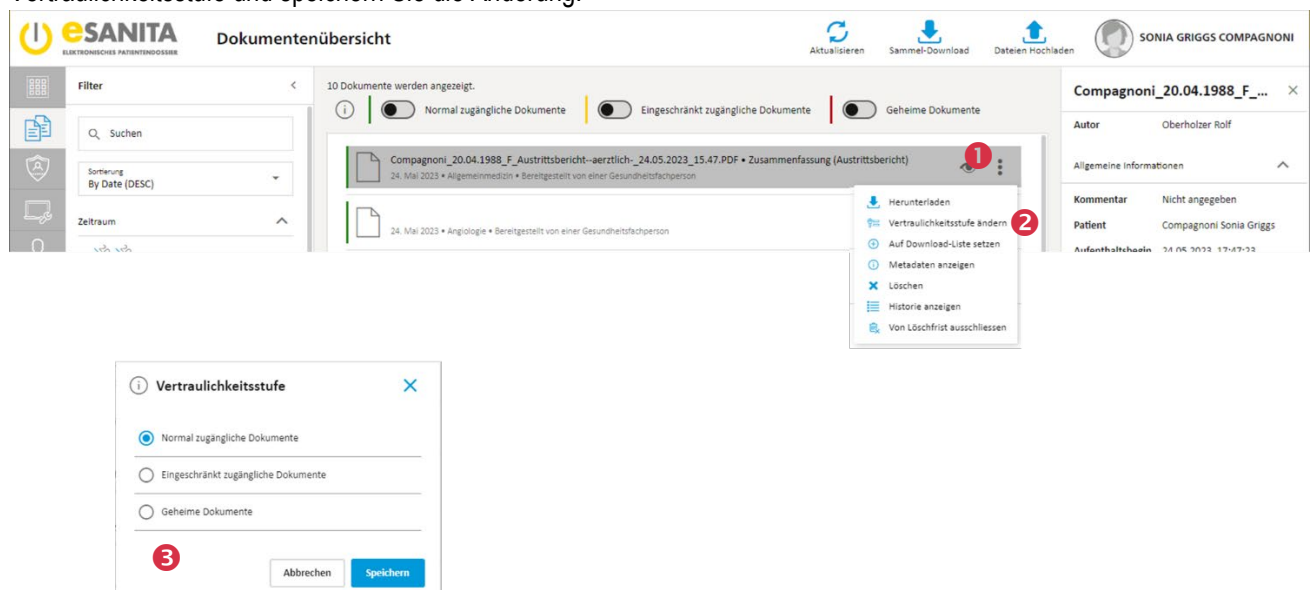 Vertraulichkeitsstufe und speichern Sie die Änderung.
eSANITA
ELEKTRONISCHES PATIENTENDOSSIER
Dokumentenübersicht
Aktualisieren
Sammel-Download
Dateien Hochladen
SONIA GRIGGS COMPAGNONI
Filter
Suchen
Sortierung
By Date (DESC)
Zeitraum
10 Dokumente werden angezeigt.
Normal zugängliche Dokumente
Eingeschränkt zugängliche Dokumente
Geheime Dokumente
1
Compagnoni_20.04.1988_F_Austrittsbericht--aerztlich-_24.05.2023_15.47.PDF • Zusammenfassung (Austrittsbericht)
24. Mai 2023 • Allgemeinmedizin • Bereitgestellt von einer Gesundheitsfachperson
24. Mai 2023 • Angiologie • Bereitgestellt von einer Gesundheitsfachperson
Herunterladen
Vertraulichkeitsstufe ändern
2
Auf Download-Liste setzen
Metadaten anzeigen
Löschen
Historie anzeigen
Von Löschfrist ausschliessen
Compagnoni_20.04.1988_F_...
Autor Oberholzer Rolf
Allgemeine Informationen
Kommentar Nicht angegeben
Patient Compagnoni Sonia Griggs
Aufenthaltsbegin 24.05.2023, 17:47:23
Vertraulichkeitsstufe
Normal zugängliche Dokumente
Eingeschränkt zugängliche Dokumente
Geheime Dokumente
3
Abbrechen
Speichern